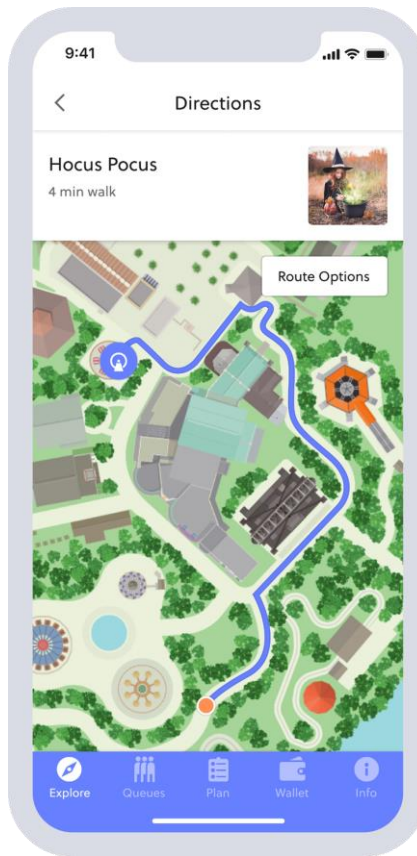 9:41
Directions
Hocus Pocus
4 min walk
Route Options
Explore
Queues
Plan
Wallet
Info